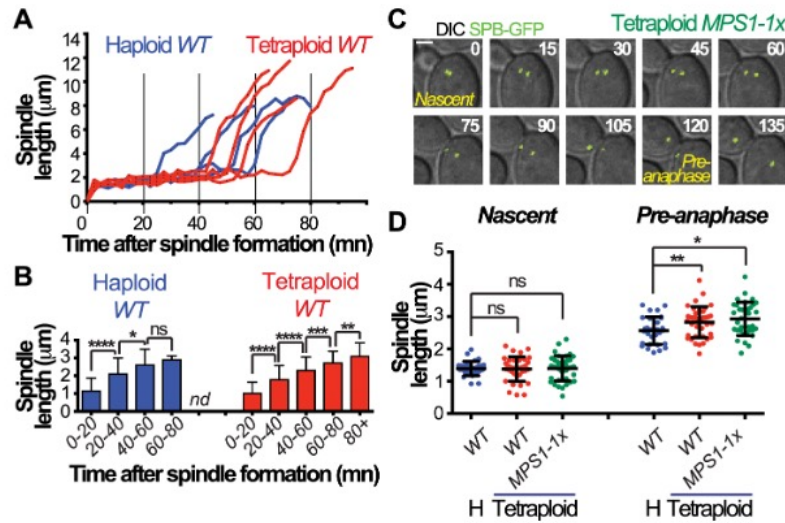 A
Haploid WT
Tetraploid WT
14
12
10
8
6
4
2
0
Spindle
length (µm)
0
20
40
60
80
Time after spindle formation (mn)
B
Haploid
WT
Tetraploid
WT
Spindle
length (µm)
4
3
2
1
0
****
*
ns
nd
****
****
***
**
0-20
20-40
40-60
60-80
0-20
20-40
40-60
60-80
80+
Time after spindle formation (mn)
C
DIC SPB-GFP
Tetraploid MPS1-1x
0
15
30
45
60
Nascent
75
90
105
120
135
Pre-
anaphase
D
Nascent
Pre-anaphase
Spindle
length (µm)
5
4
3
2
1
0
ns
ns
*
**
WT
WT
MPS1-1x
WT
WT
MPS1-1x
H Tetraploid
H Tetraploid